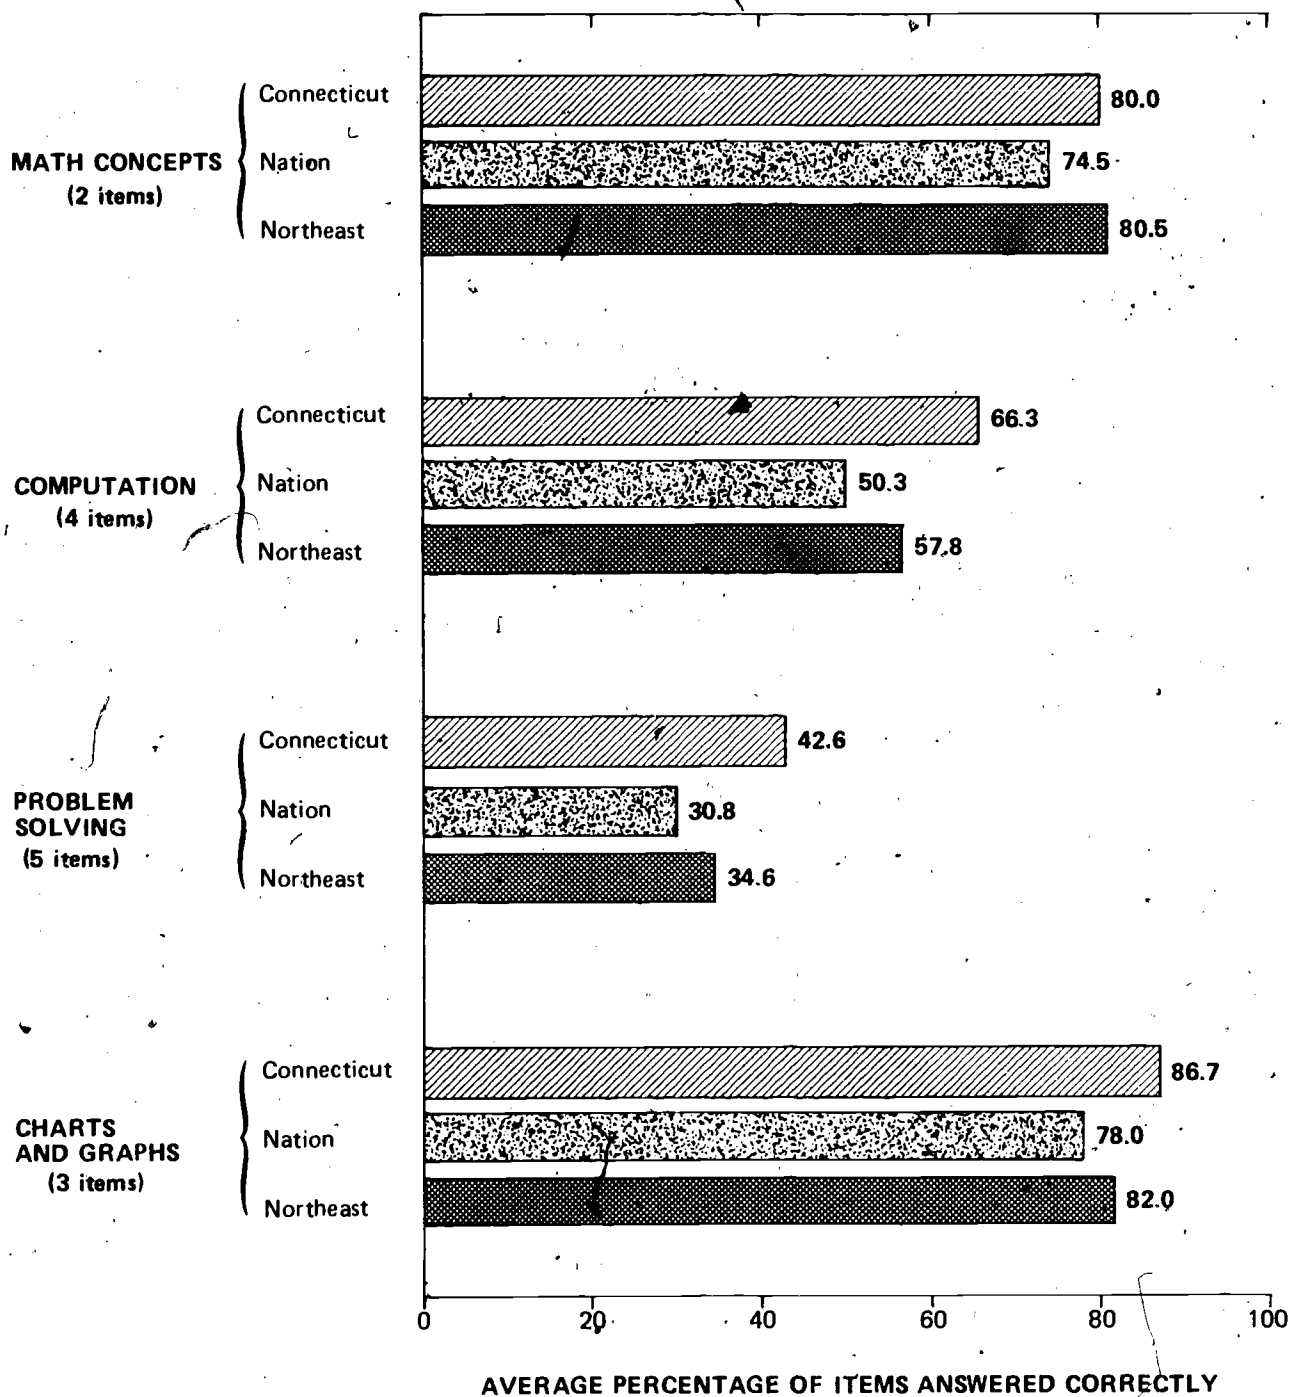 Connecticut 80.0
MATH CONCEPTS
(2 items)
Nation 74.5
Northeast 80.5
Connecticut 66.3
COMPUTATION
(4 items)
Nation 50.3
Northeast 57.8
Connecticut 42.6
PROBLEM
SOLVING
(5 items)
Nation 30.8
Northeast 34.6
Connecticut 86.7
CHARTS
AND GRAPHS
(3 items)
Nation 78.0
Northeast 82.0
0 20 40 60 80 100
AVERAGE PERCENTAGE OF ITEMS ANSWERED CORRECTLY